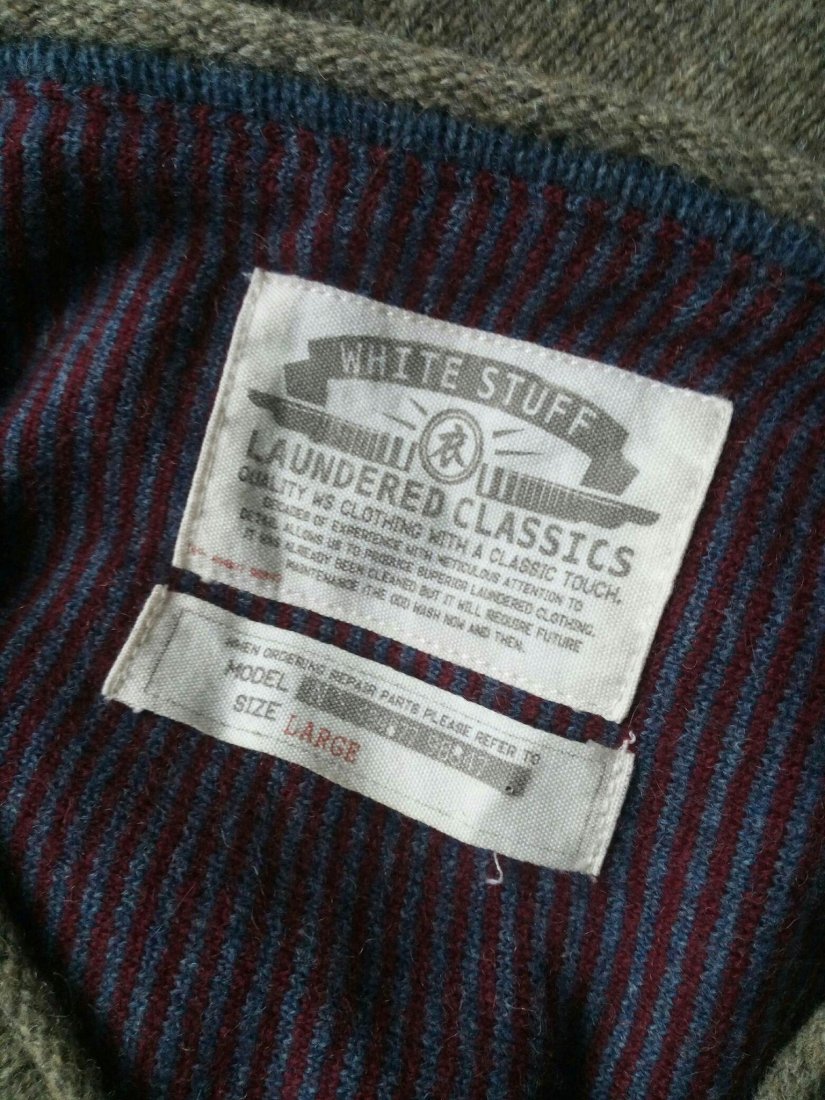 WHITE STUFF
衣
LAUNDERED CLASSICS
QUALITY WS CLOTHING WITH A CLASSIC TOUCH.
DECADES OF EXPERIENCE WITH METICULOUS ATTENTION TO
DETAIL ALLOWS US TO PRODUCE SUPERIOR LAUNDERED CLOTHING.
IT HAS ALREADY BEEN CLEANED BUT IT WILL REQUIRE FUTURE
MAINTENANCE (THE ODD WASH NOW AND THEN.
WHEN ORDERING REPAIR PARTS PLEASE REFER TO
MODEL
SIZE LARGE